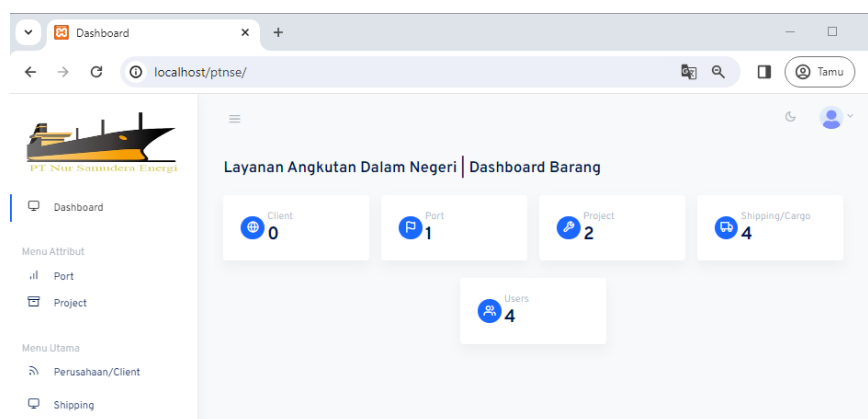 Dashboard
localhost/ptnse/
Tamu
PT Nur Samudera Energi
Layanan Angkutan Dalam Negeri | Dashboard Barang
Dashboard
Client
0
Port
1
Project
2
Shipping/Cargo
4
Users
4
Menu Attribut
Port
Project
Menu Utama
Perusahaan/Client
Shipping